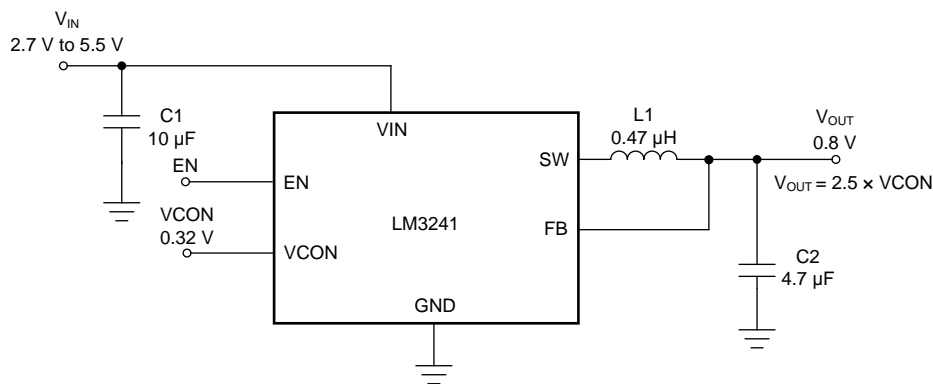 VIN
2.7 V to 5.5 V
C1
10 µF
EN
VCON
0.32 V
VIN
EN
VCON
LM3241
GND
SW
FB
L1
0.47 µH
VOUT
0.8 V
VOUT = 2.5 × VCON
C2
4.7 µF